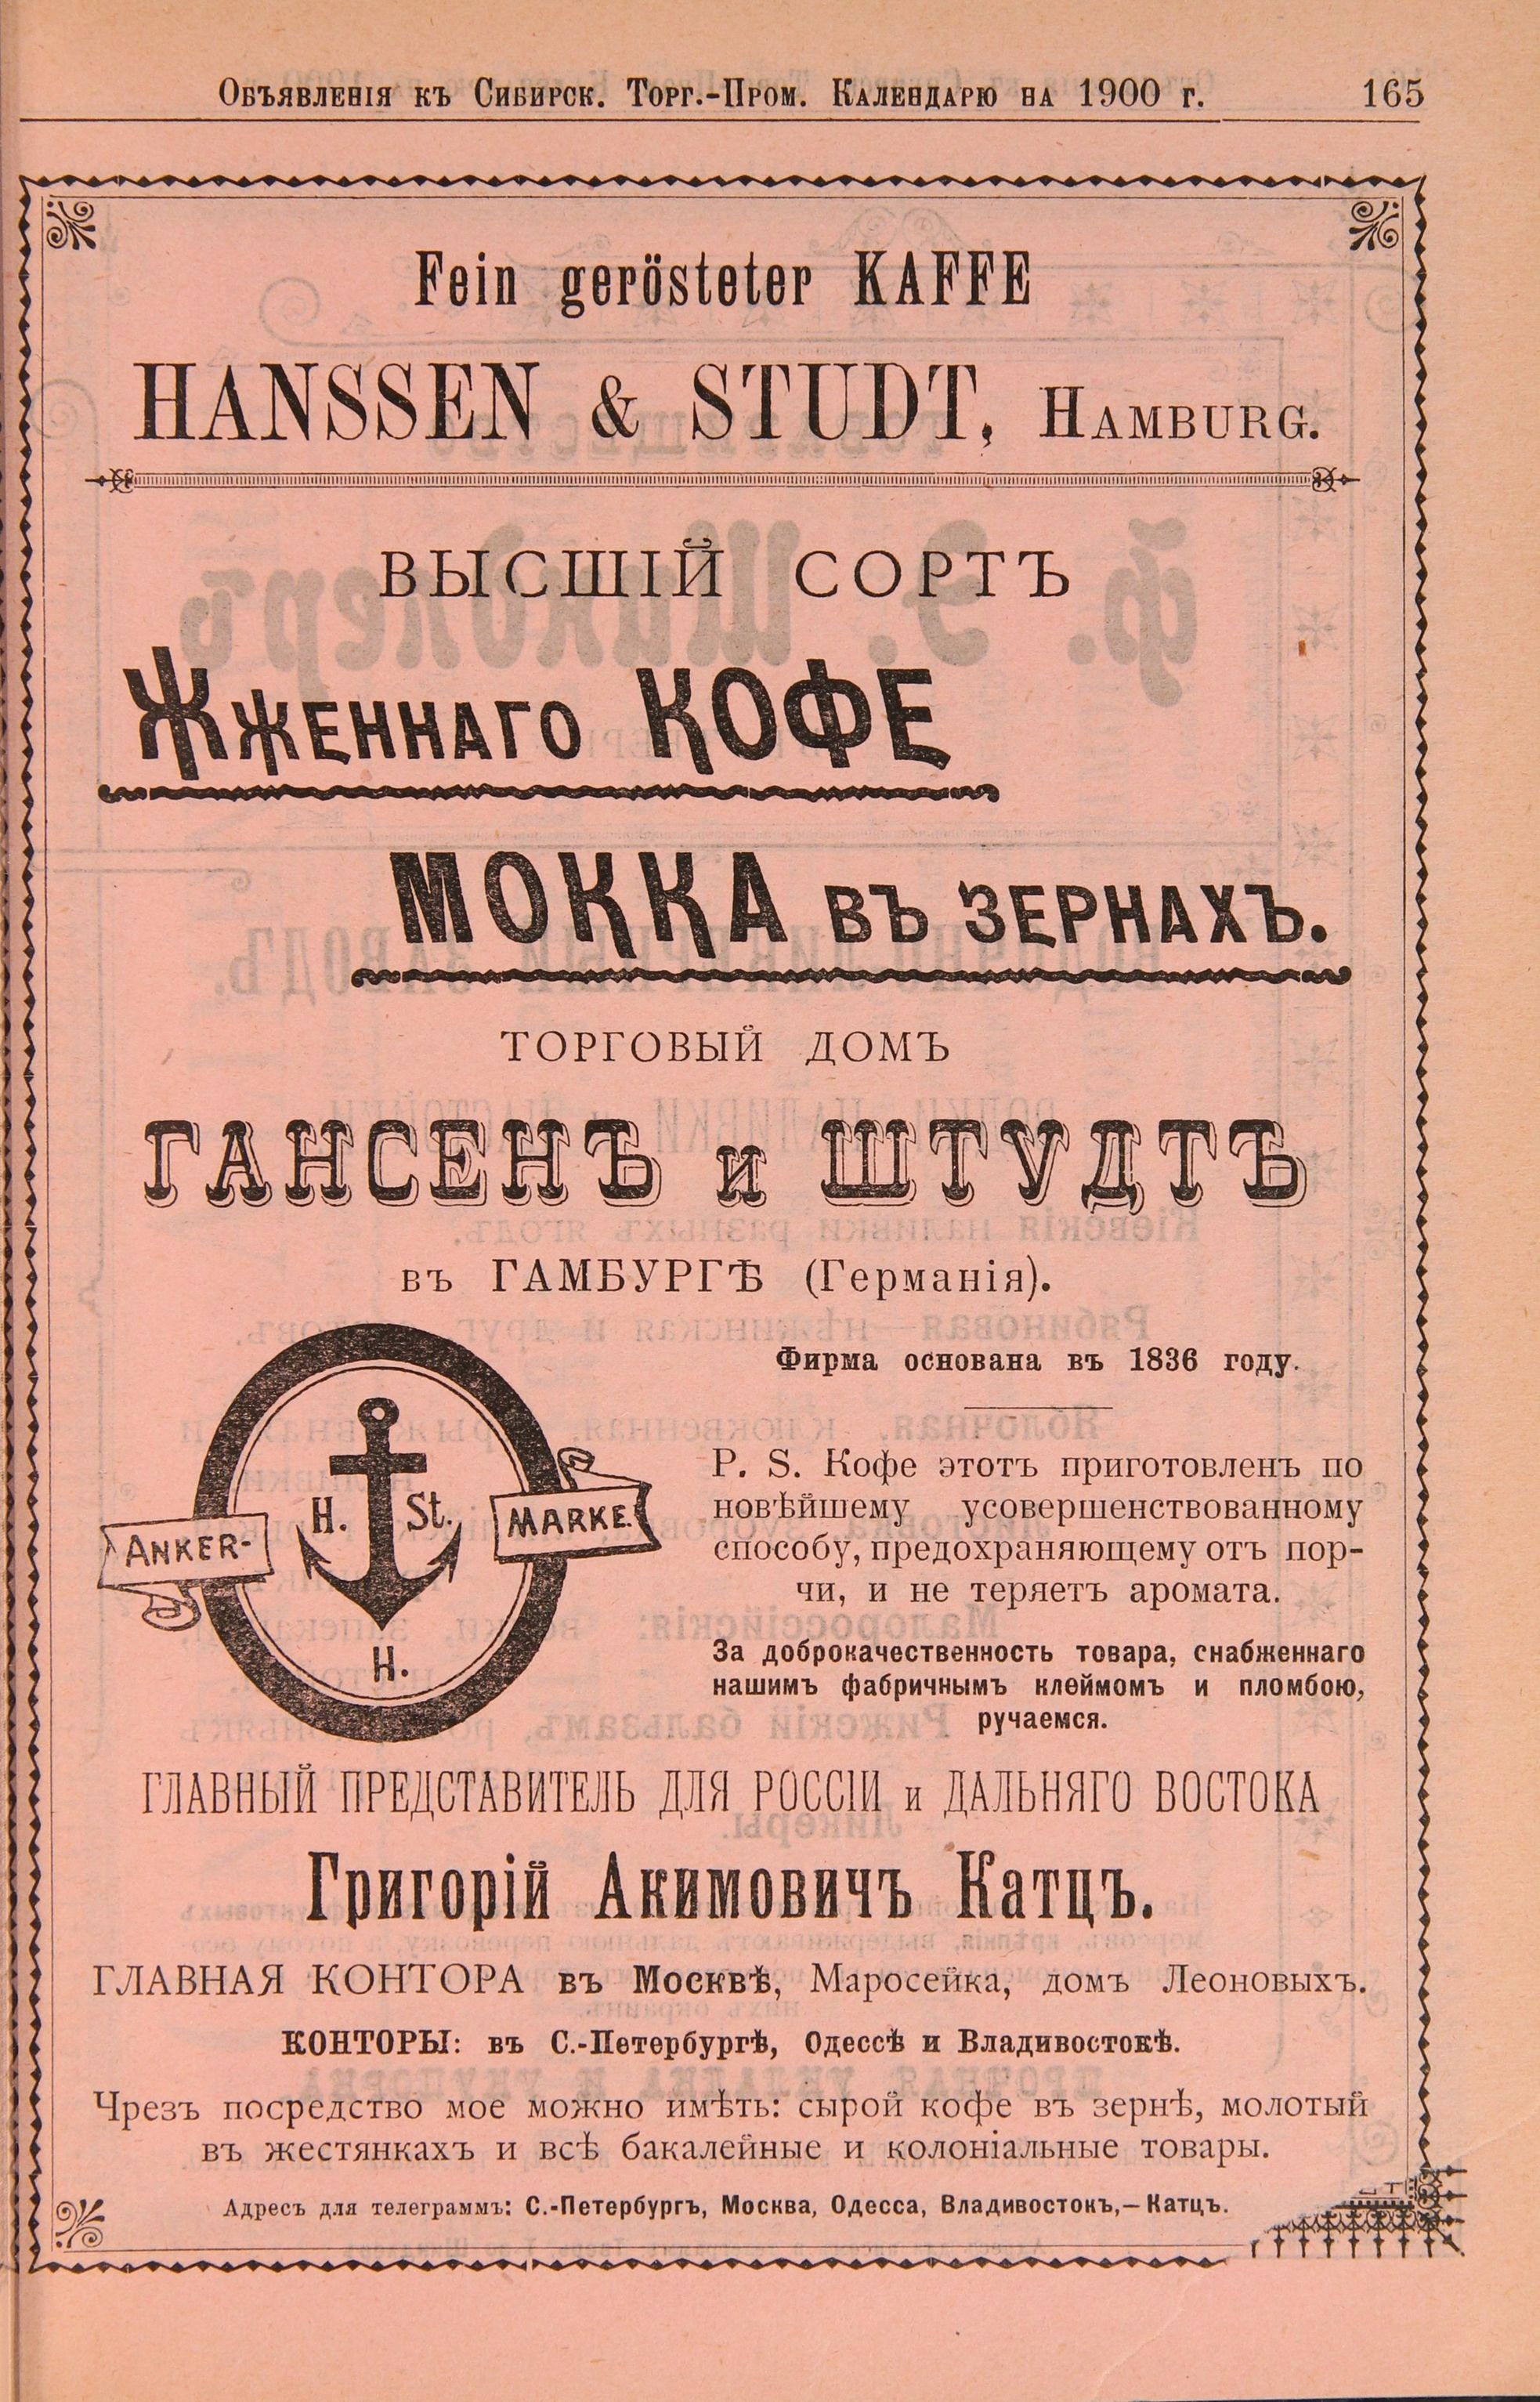 Объявленія къ Сибирск. Торг.-Пром. Календарю на 1900 г. 165
Fein gerösteter KAFFE
HANSSEN & STUDT, HAMBURG.
ВЫСШІЙ СОРТЪ
Жженнаго КОФЕ
МОККА въ зернахъ.
ТОРГОВЫЙ ДОМЪ
ГАНСЕНЪ и ШТУДТЪ
въ ГАМБУРГѢ (Германія).
Фирма основана въ 1836 году.
ANKER-
H. St.
MARKE.
H.
P. S. Кофе этотъ приготовленъ по
новѣйшему усовершенствованному
способу, предохраняющему отъ пор-
чи, и не теряетъ аромата.
За доброкачественность товара, снабженнаго
нашимъ фабричнымъ клеймомъ и пломбою,
ручаемся.
ГЛАВНЫЙ ПРЕДСТАВИТЕЛЬ ДЛЯ РОССІИ и ДАЛЬНЯГО ВОСТОКА
Григорій Акимовичъ Катцъ.
ГЛАВНАЯ КОНТОРА въ Москвѣ, Маросейка, домъ Леоновыхъ.
КОНТОРЫ: въ С.-Петербургѣ, Одессѣ и Владивостокѣ.
Чрезъ посредство мое можно имѣть: сырой кофе въ зернѣ, молотый
въ жестянкахъ и всѣ бакалейные и колоніальные товары.
Адресъ для телеграммъ: С.-Петербургъ, Москва, Одесса, Владивостокъ,—Катцъ.